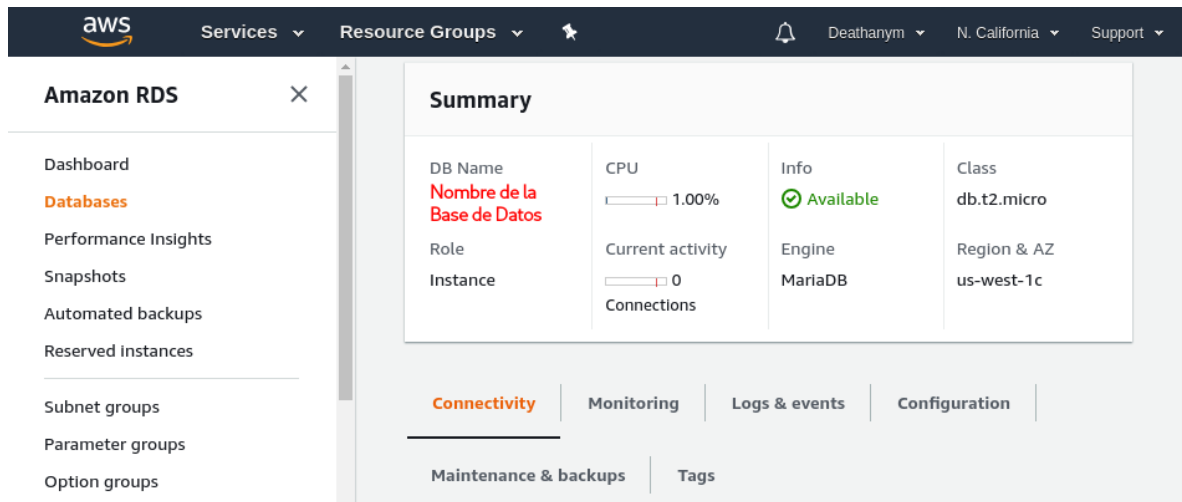 aws Services Resource Groups Deathanym N. California Support
Amazon RDS
Dashboard
Databases
Performance Insights
Snapshots
Automated backups
Reserved instances
Subnet groups
Parameter groups
Option groups
Summary
DB Name CPU Info Class
Nombre de la
Base de Datos
1.00% Available db.t2.micro
Role Current activity Engine Region & AZ
Instance 0 MariaDB us-west-1c
Connections
Connectivity Monitoring Logs & events Configuration
Maintenance & backups Tags